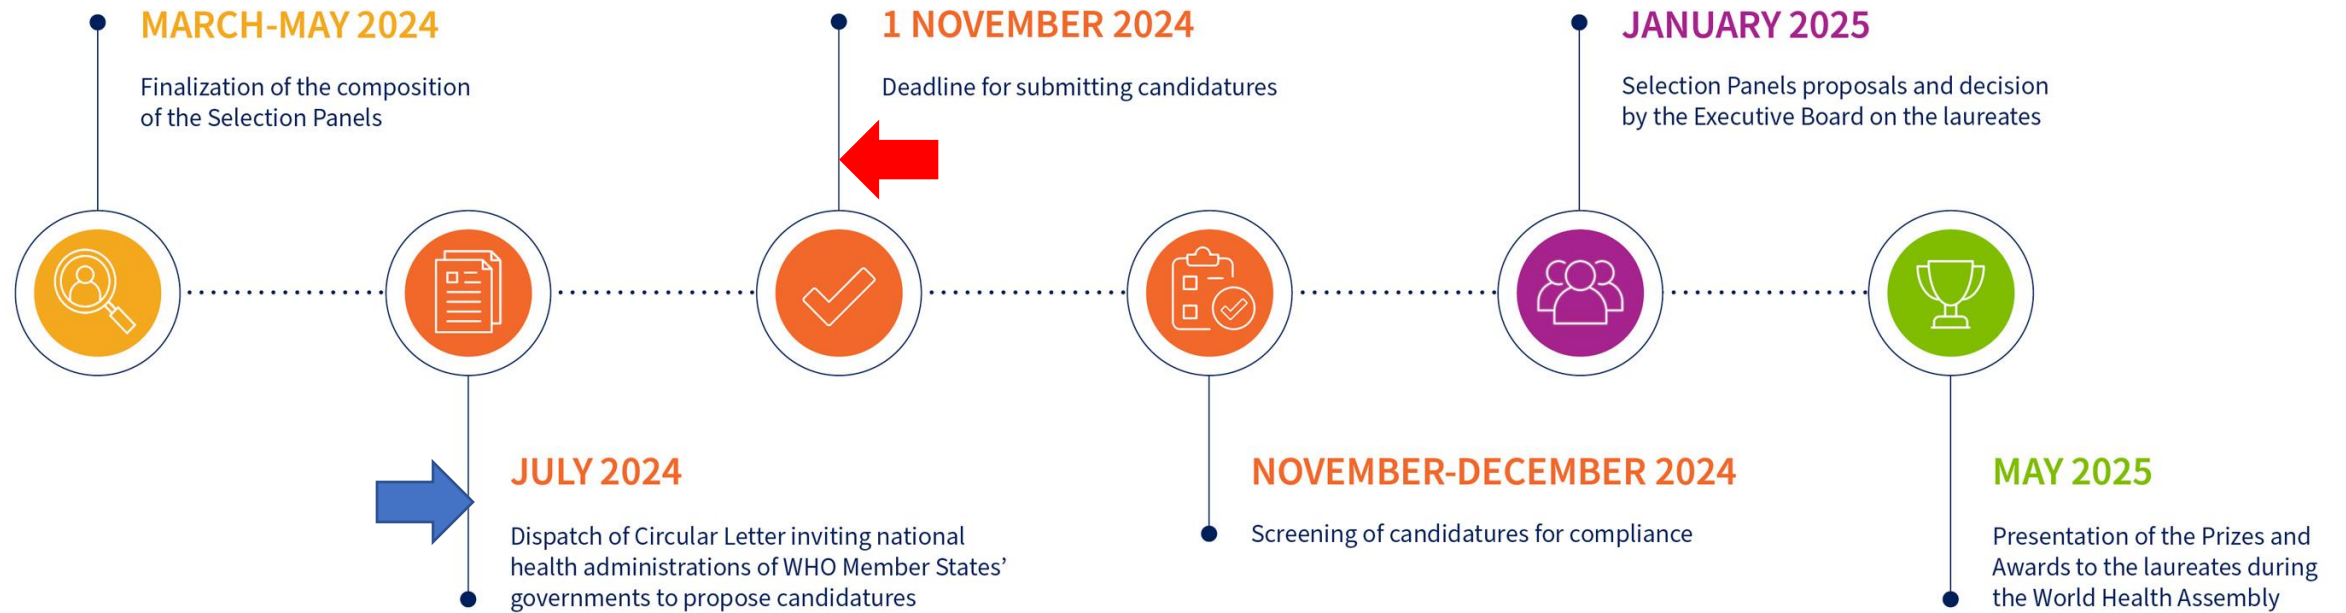 MARCH-MAY 2024
Finalization of the composition
of the Selection Panels
JULY 2024
Dispatch of Circular Letter inviting national
health administrations of WHO Member States’
governments to propose candidatures
1 NOVEMBER 2024
Deadline for submitting candidatures
NOVEMBER-DECEMBER 2024
Screening of candidatures for compliance
JANUARY 2025
Selection Panels proposals and decision
by the Executive Board on the laureates
MAY 2025
Presentation of the Prizes and
Awards to the laureates during
the World Health Assembly